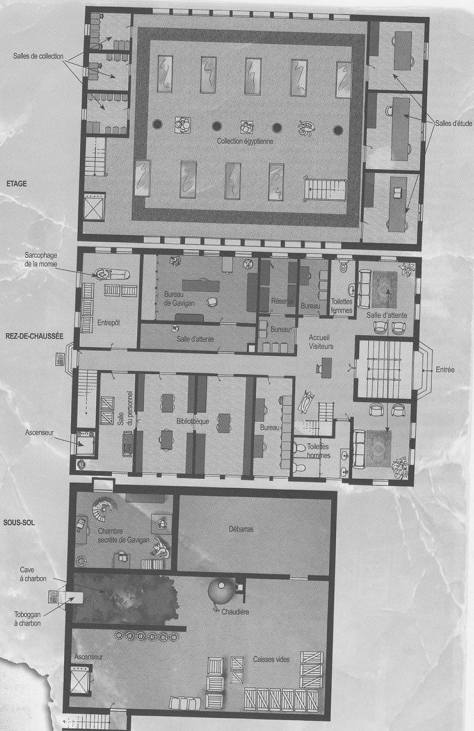 Salles de collection
Salles d'étude
Collection égyptienne
ETAGE
Sarcophage
de la momie
Bureau
de Gavigan
Réserve
Bureau
Toilettes
femmes
Salle d'attente
Entrepôt
Salle d'attente
Bureau
Accueil
Visiteurs
REZ-DE-CHAUSSÉE
Entrée
Salle
du personnel
Bibliothèque
Bureau
Ascenseur
Toilettes
hommes
SOUS-SOL
Chambre
secrète de Gavigan
Débarras
Cave
à charbon
Toboggan
à charbon
Chaudière
Ascenseur
Caisses vides